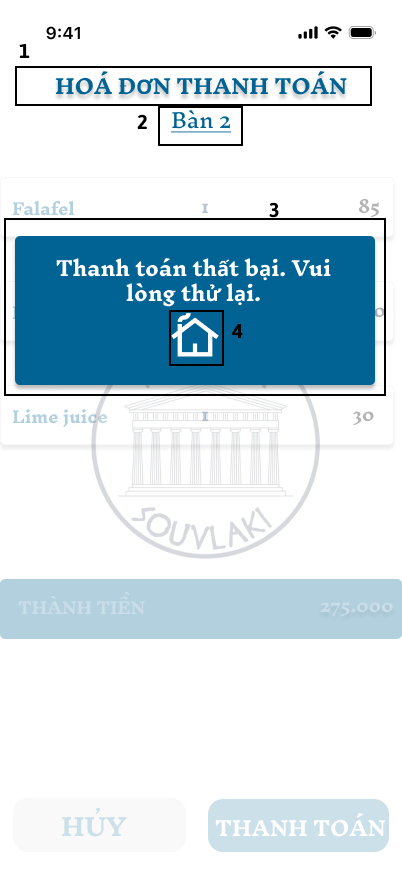 9:41
1
HOÁ ĐƠN THANH TOÁN
2
Bàn 2
Falafel 1 3 85
Thanh toán thất bại. Vui
lòng thử lại.
4
Lime juice 1 30
SOUVLAKI
THÀNH TIỀN 275.000
HỦY THANH TOÁN